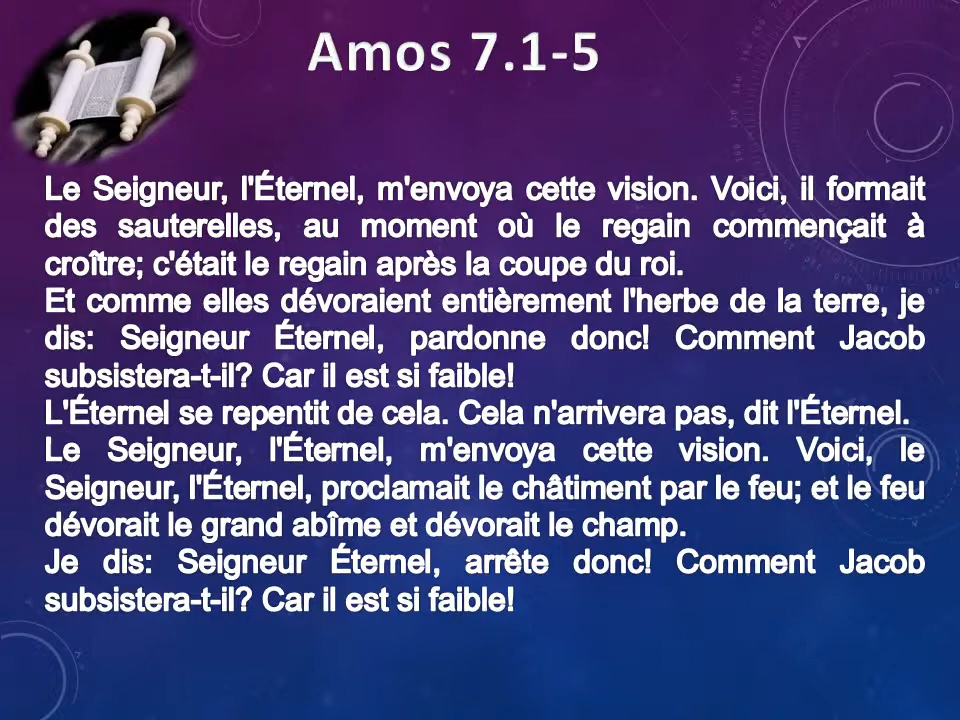 Amos 7.1-5
Le Seigneur, l'Éternel, m'envoya cette vision. Voici, il formait
des sauterelles, au moment où le regain commençait à
croître; c'était le regain après la coupe du roi.
Et comme elles dévoraient entièrement l'herbe de la terre, je
dis: Seigneur Éternel, pardonne donc! Comment Jacob
subsistera-t-il? Car il est si faible!
L'Éternel se repentit de cela. Cela n'arrivera pas, dit l'Éternel.
Le Seigneur, l'Éternel, m'envoya cette vision. Voici, le
Seigneur, l'Éternel, proclamait le châtiment par le feu; et le feu
dévorait le grand abîme et dévorait le champ.
Je dis: Seigneur Éternel, arrête donc! Comment Jacob
subsistera-t-il? Car il est si faible!